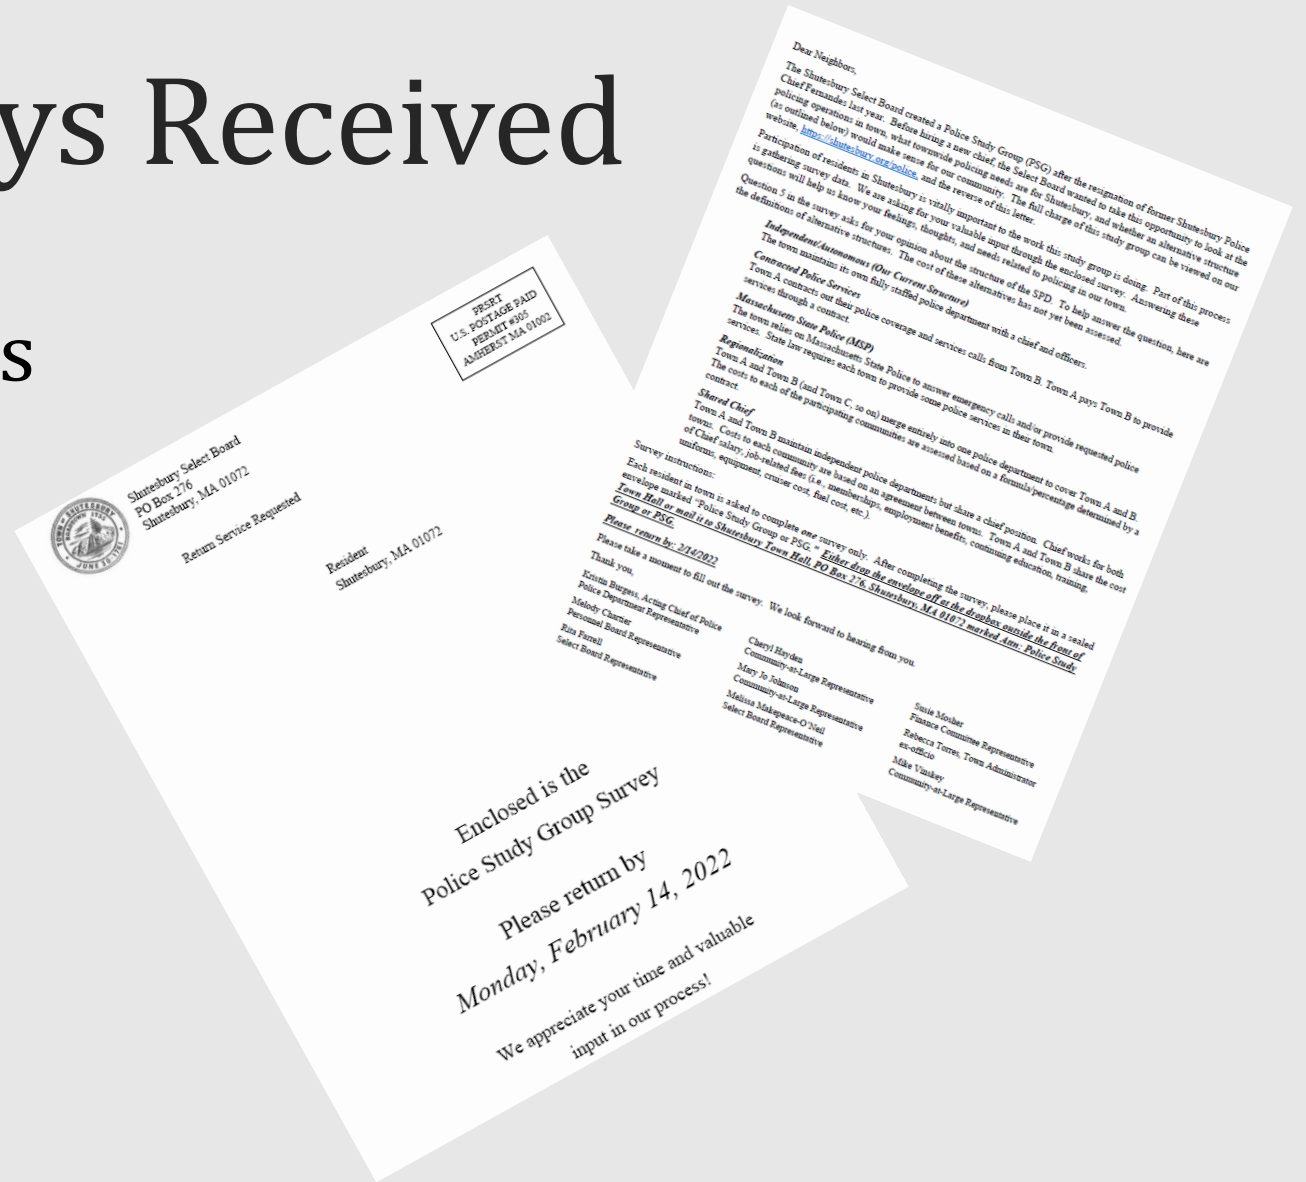 ys Received
s
PRSRT
U.S. POSTAGE PAID
PERMIT #305
AMHERST MA 01002
TOWN OF SHUTESBURY
JUNE 30 1761
Shutesbury Select Board
PO Box 276
Shutesbury, MA 01072
Return Service Requested
Resident
Shutesbury, MA 01072
Enclosed is the
Police Study Group Survey
Please return by
Monday, February 14, 2022
We appreciate your time and valuable
input in our process!
Dear Neighbors,
The Shutesbury Select Board created a Police Study Group (PSG) after the resignation of former Shutesbury Police
Chief Fernandes last year.  Before hiring a new chief, the Select Board wanted to take this opportunity to look at the
policing operations in town, what townwide policing needs are for Shutesbury, and whether an alternative structure
(as outlined below) would make sense for our community.  The full charge of this study group can be viewed on our
website, https://shutesbury.org/police, and the reverse of this letter.
Participation of residents in Shutesbury is vitally important to the work this study group is doing.  Part of this process
is gathering survey data.  We are asking for your valuable input through the enclosed survey.  Answering these
questions will help us know your feelings, thoughts, and needs related to policing in our town.
Question 5 in the survey asks for your opinion about the structure of the SPD.  To help answer the question, here are
the definitions of alternative structures.  The cost of these alternatives has not yet been assessed.
Independent/Autonomous (Our Current Structure)
The town maintains its own fully staffed police department with a chief and officers.
Contracted Police Services
Town A contracts out their police coverage and services calls from Town B. Town A pays Town B to provide
services through a contract.
Massachusetts State Police (MSP)
The town relies on Massachusetts State Police to answer emergency calls and/or provide requested police
services.  State law requires each town to provide some police services in their town.
Regionalization
Town A and Town B (and Town C, so on) merge entirely into one police department to cover Town A and B.
The costs to each of the participating communities are assessed based on a formula/percentage determined by a
contract.
Shared Chief
Town A and Town B maintain independent police departments but share a chief position.  Chief works for both
towns.  Costs to each community are based on an agreement between towns.  Town A and Town B share the cost
of Chief salary, job-related fees (i.e., memberships, employment benefits, continuing education, training,
uniforms, equipment, cruiser cost, fuel cost, etc.).
Survey instructions:
Each resident in town is asked to complete one survey only.  After completing the survey, please place it in a sealed
envelope marked "Police Study Group or PSG."  Either drop the envelope off at the dropbox outside the front of
Town Hall or mail it to Shutesbury Town Hall, PO Box 276, Shutesbury, MA 01072 marked Attn: Police Study
Group or PSG.
Please  return by: 2/14/2022
Please take a moment to fill out the survey.  We look forward to hearing from you.
Thank you,
Kristin Burgess, Acting Chief of Police
Police Department Representative
Melody Chartier
Personnel Board Representative
Rita Farrell
Select Board Representative
Cheryl Hayden
Community-at-Large Representative
Mary Jo Johnson
Community-at-Large Representative
Melissa Makepeace-O'Neil
Select Board Representative
Susie Mosher
Finance Committee Representative
Rebecca Torres, Town Administrator
ex-officio
Mike Vinskey
Community-at-Large Representative